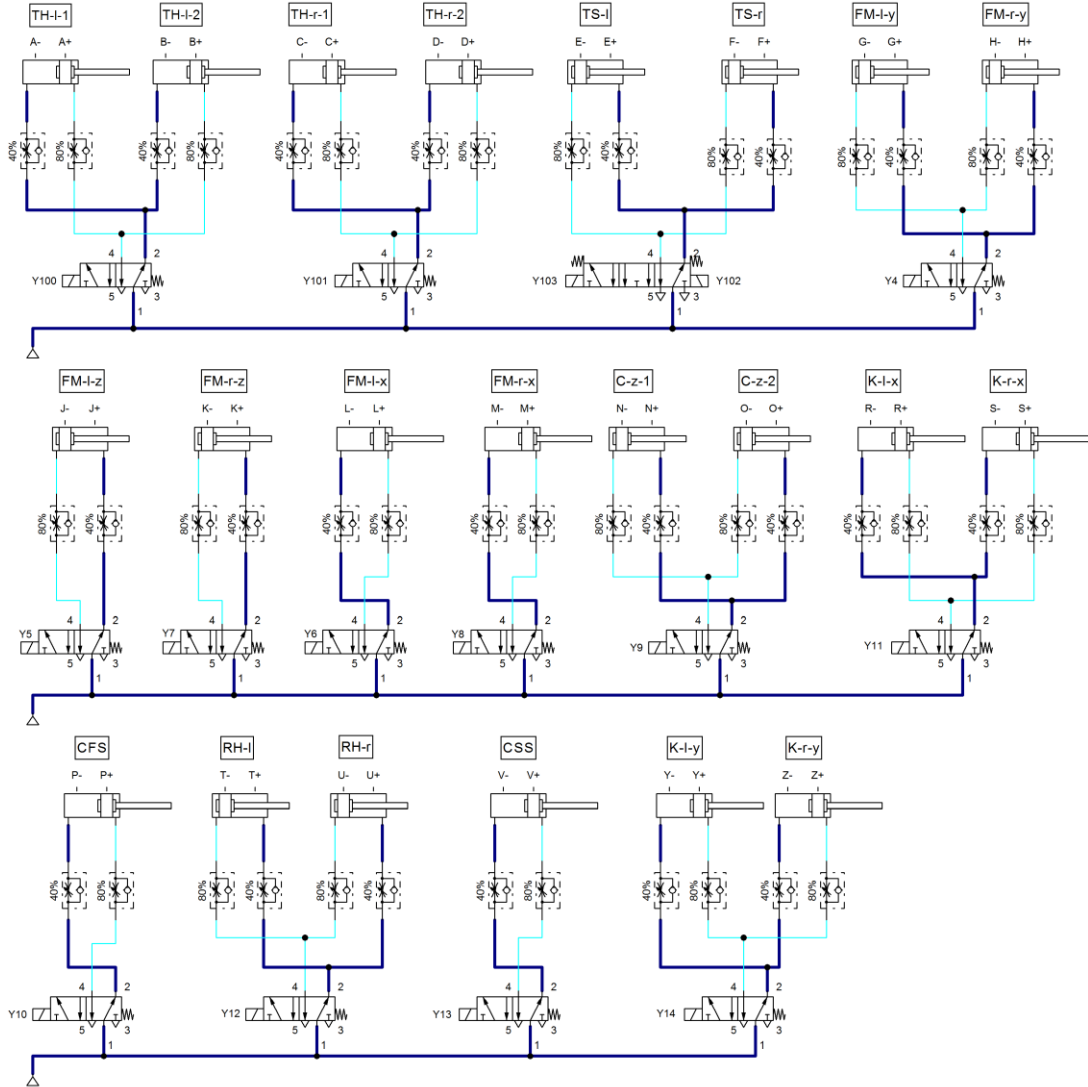 TH-l-1 TH-l-2 TH-r-1 TH-r-2 TS-l TS-r FM-l-y FM-r-y
A- A+ B- B+ C- C+ D- D+ E- E+ F- F+ G- G+ H- H+
40% 80% 40% 80% 40% 80% 40% 80% 80% 40% 80% 40% 80% 40% 80% 40%
4 2 4 2 4 2 4 2
Y100 Y101 Y103 Y102 Y4
5 3 5 3 5 3 5 3
1 1 1 1
FM-l-z FM-r-z FM-l-x FM-r-x C-z-1 C-z-2 K-l-x K-r-x
J- J+ K- K+ L- L+ M- M+ N- N+ O- O+ R- R+ S- S+
80% 40% 80% 40% 40% 80% 40% 80% 80% 40% 80% 40% 40% 80% 40% 80%
4 2 4 2 4 2 4 2 4 2 4 2
Y5 Y7 Y6 Y8 Y9 Y11
5 3 5 3 5 3 5 3 5 3 5 3
1 1 1 1 1 1
CFS RH-l RH-r CSS K-l-y K-r-y
P- P+ T- T+ U- U+ V- V+ Y- Y+ Z- Z+
40% 80% 80% 40% 80% 40% 40% 80% 40% 80% 40% 80%
4 2 4 2 4 2 4 2
Y10 Y12 Y13 Y14
5 3 5 3 5 3 5 3
1 1 1 1